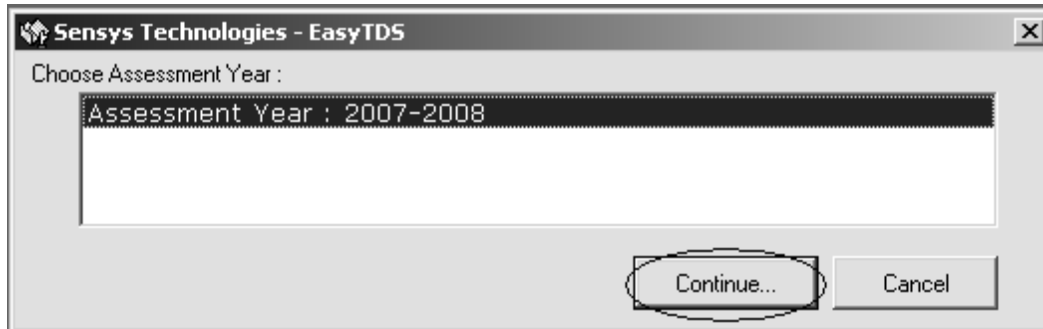 Sensys Technologies - EasyTDS
Choose Assessment Year :
Assessment Year : 2007-2008
Continue... Cancel